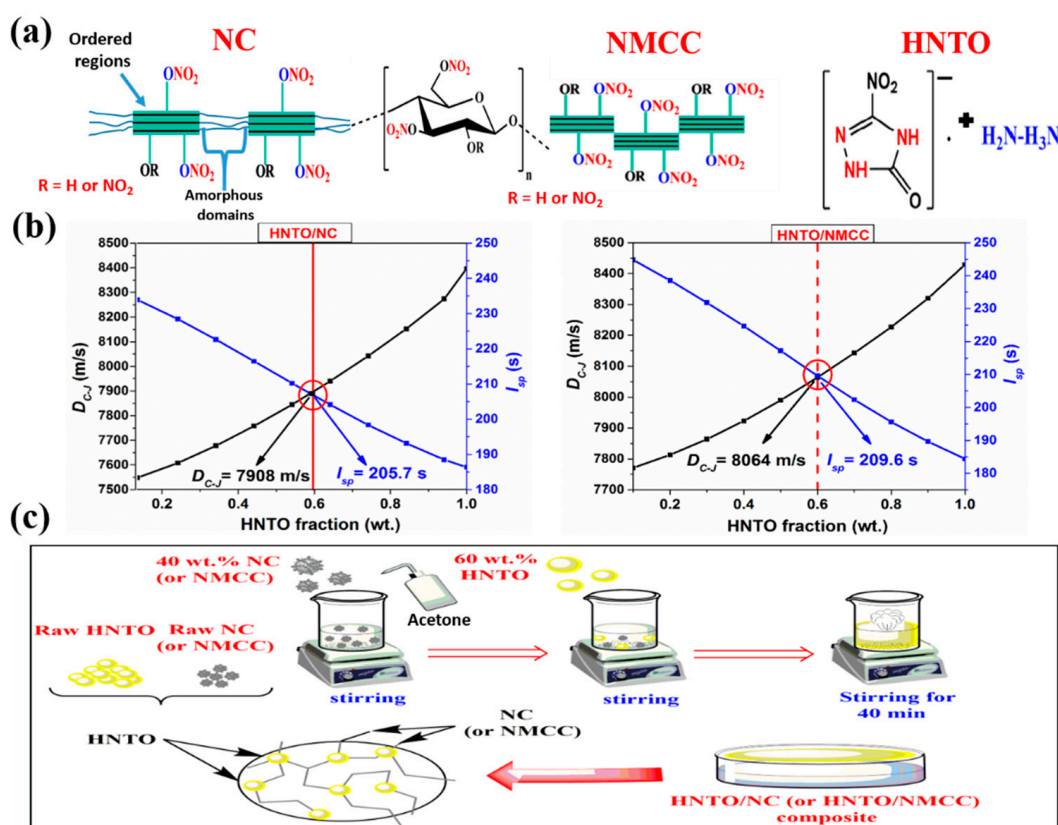 (a)
NC
NMCC
HNTO
Ordered
regions
ONO2
ONO2
OR
ONO2
OR
ONO2
Amorphous
domains
R = H or NO2
ONO2
O
O2NO
OR
O
n
OR
ONO2
ONO2
OR
ONO2
OR
ONO2
OR
ONO2
R = H or NO2
NO2
N
NH
NH
O
−
+
H2N-H3N
(b)
HNTO/NC
8500
8400
8300
8200
8100
8000
7900
7800
7700
7600
7500
DC-J (m/s)
250
240
230
220
210
200
190
180
Isp (s)
DC-J= 7908 m/s
Isp= 205.7 s
0.2
0.4
0.6
0.8
1.0
HNTO fraction (wt.)
HNTO/NMCC
8500
8400
8300
8200
8100
8000
7900
7800
7700
DC-J (m/s)
250
240
230
220
210
200
190
180
Isp (s)
DC-J= 8064 m/s
Isp= 209.6 s
0.2
0.4
0.6
0.8
1.0
HNTO fraction (wt.)
(c)
40 wt.% NC
(or NMCC)
Acetone
60 wt.%
HNTO
Raw HNTO
Raw NC
(or NMCC)
stirring
stirring
Stirring for
40 min
HNTO
NC
(or NMCC)
HNTO/NC (or HNTO/NMCC)
composite